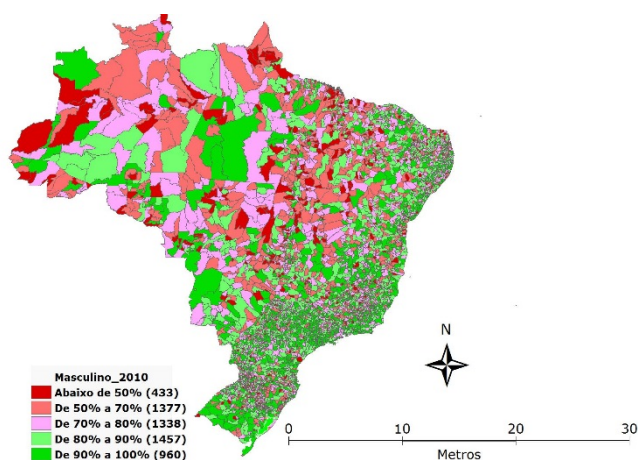 N
Masculino_2010
Abaixo de 50% (433)
De 50% a 70% (1377)
De 70% a 80% (1338)
De 80% a 90% (1457)
De 90% a 100% (960)
0 10 20 30
Metros